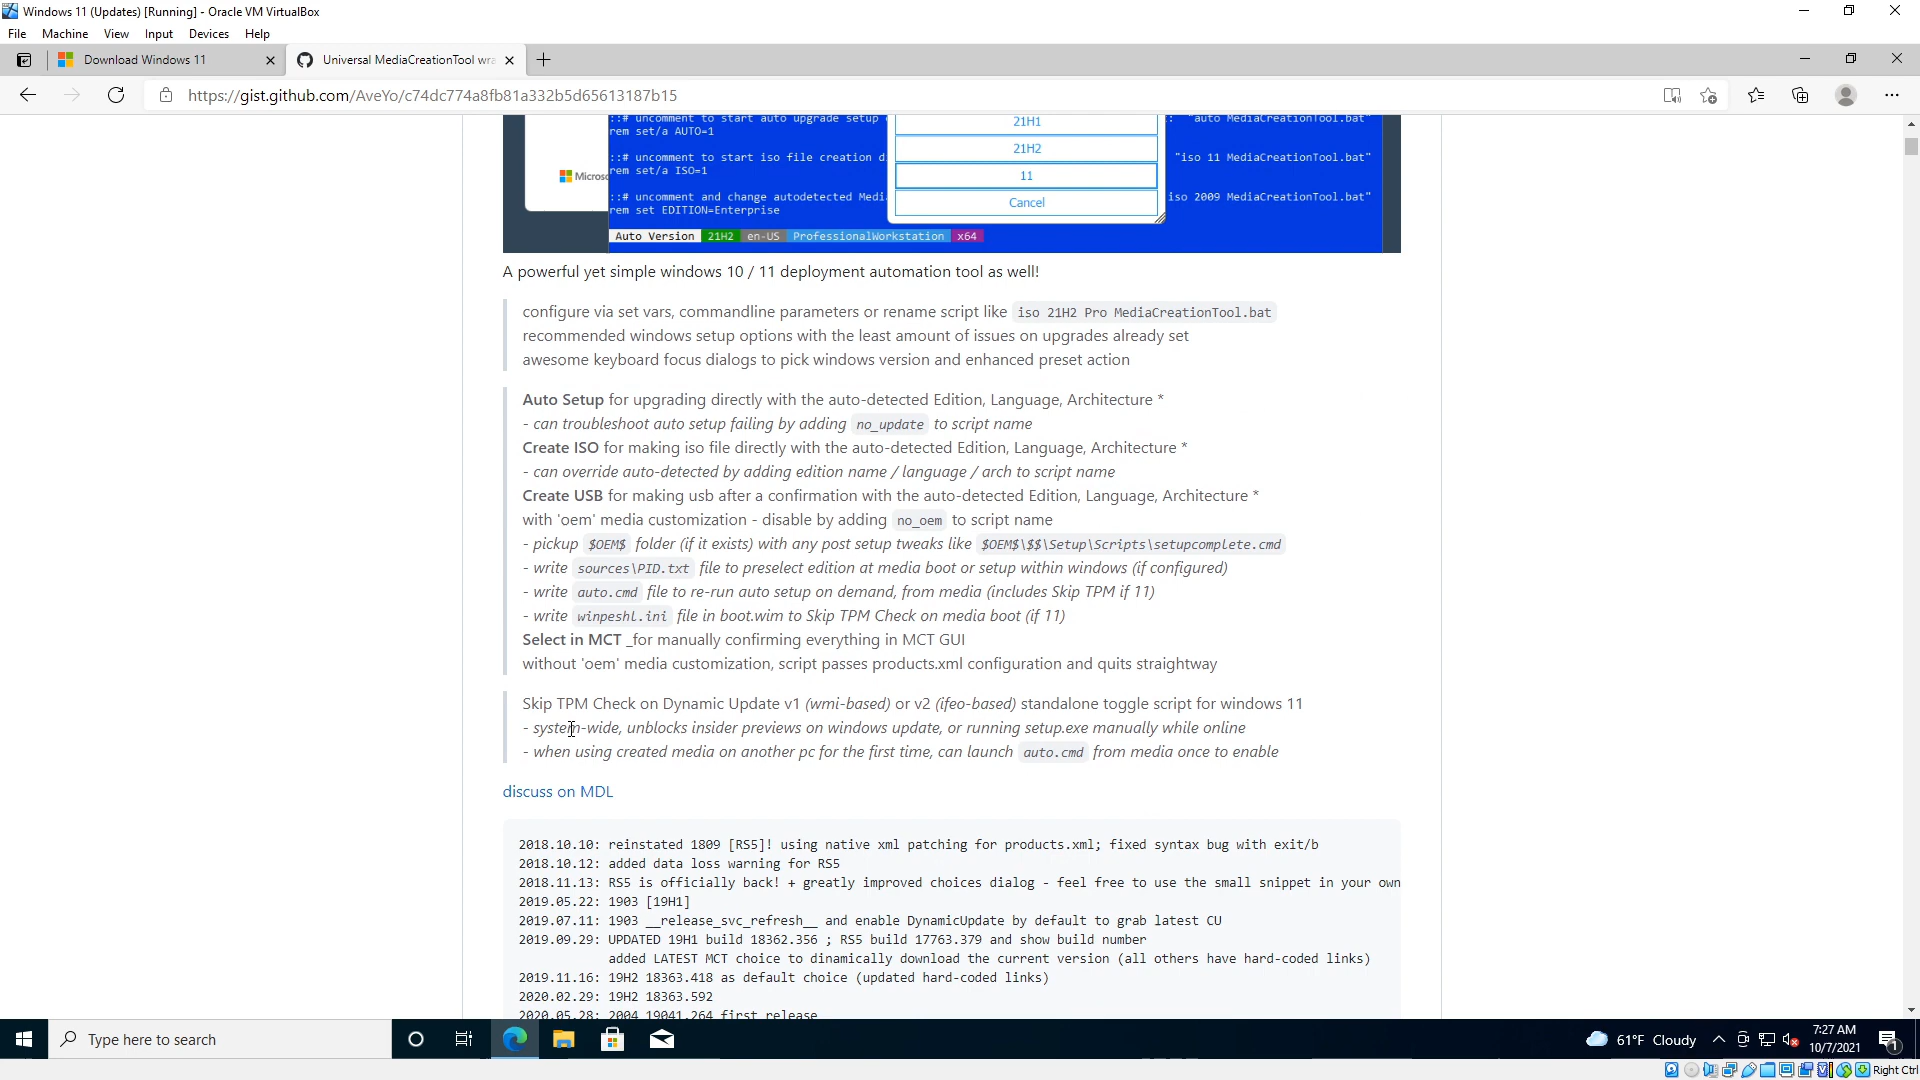 Windows 11 (Updates) [Running] - Oracle VM VirtualBox
File Machine View Input Devices Help
Download Windows 11
Universal MediaCreationTool wra
https://gist.github.com/AveYo/c74dc774a8fb81a332b5d65613187b15
::# uncomment to start auto upgrade setup
21H1
"auto MediaCreationTool.bat"
rem set/a AUTO=1
21H2
::# uncomment to start iso file creation d
"iso 11 MediaCreationTool.bat"
rem set/a ISO=1
11
::# uncomment and change autodetected Medi
Cancel
iso 2009 MediaCreationTool.bat"
rem set EDITION=Enterprise
Auto Version 21H2 en-US ProfessionalWorkstation x64
A powerful yet simple windows 10 / 11 deployment automation tool as well!
configure via set vars, commandline parameters or rename script like iso 21H2 Pro MediaCreationTool.bat
recommended windows setup options with the least amount of issues on upgrades already set
awesome keyboard focus dialogs to pick windows version and enhanced preset action
Auto Setup for upgrading directly with the auto-detected Edition, Language, Architecture *
- can troubleshoot auto setup failing by adding no_update to script name
Create ISO for making iso file directly with the auto-detected Edition, Language, Architecture *
- can override auto-detected by adding edition name / language / arch to script name
Create USB for making usb after a confirmation with the auto-detected Edition, Language, Architecture *
with 'oem' media customization - disable by adding no_oem to script name
- pickup $OEM$ folder (if it exists) with any post setup tweaks like $OEM$\$$\Setup\Scripts\setupcomplete.cmd
- write sources\PID.txt file to preselect edition at media boot or setup within windows (if configured)
- write auto.cmd file to re-run auto setup on demand, from media (includes Skip TPM if 11)
- write winpeshl.ini file in boot.wim to Skip TPM Check on media boot (if 11)
Select in MCT _for manually confirming everything in MCT GUI
without 'oem' media customization, script passes products.xml configuration and quits straightway
Skip TPM Check on Dynamic Update v1 (wmi-based) or v2 (ifeo-based) standalone toggle script for windows 11
- system-wide, unblocks insider previews on windows update, or running setup.exe manually while online
- when using created media on another pc for the first time, can launch auto.cmd from media once to enable
discuss on MDL
2018.10.10: reinstated 1809 [RS5]! using native xml patching for products.xml; fixed syntax bug with exit/b
2018.10.12: added data loss warning for RS5
2018.11.13: RS5 is officially back! + greatly improved choices dialog - feel free to use the small snippet in your own
2019.05.22: 1903 [19H1]
2019.07.11: 1903 __release_svc_refresh__ and enable DynamicUpdate by default to grab latest CU
2019.09.29: UPDATED 19H1 build 18362.356 ; RS5 build 17763.379 and show build number
added LATEST MCT choice to dinamically download the current version (all others have hard-coded links)
2019.11.16: 19H2 18363.418 as default choice (updated hard-coded links)
2020.02.29: 19H2 18363.592
2020.05.28: 2004 19041.264 first release
Type here to search
61°F Cloudy
7:27 AM
10/7/2021
1
Right Ctrl